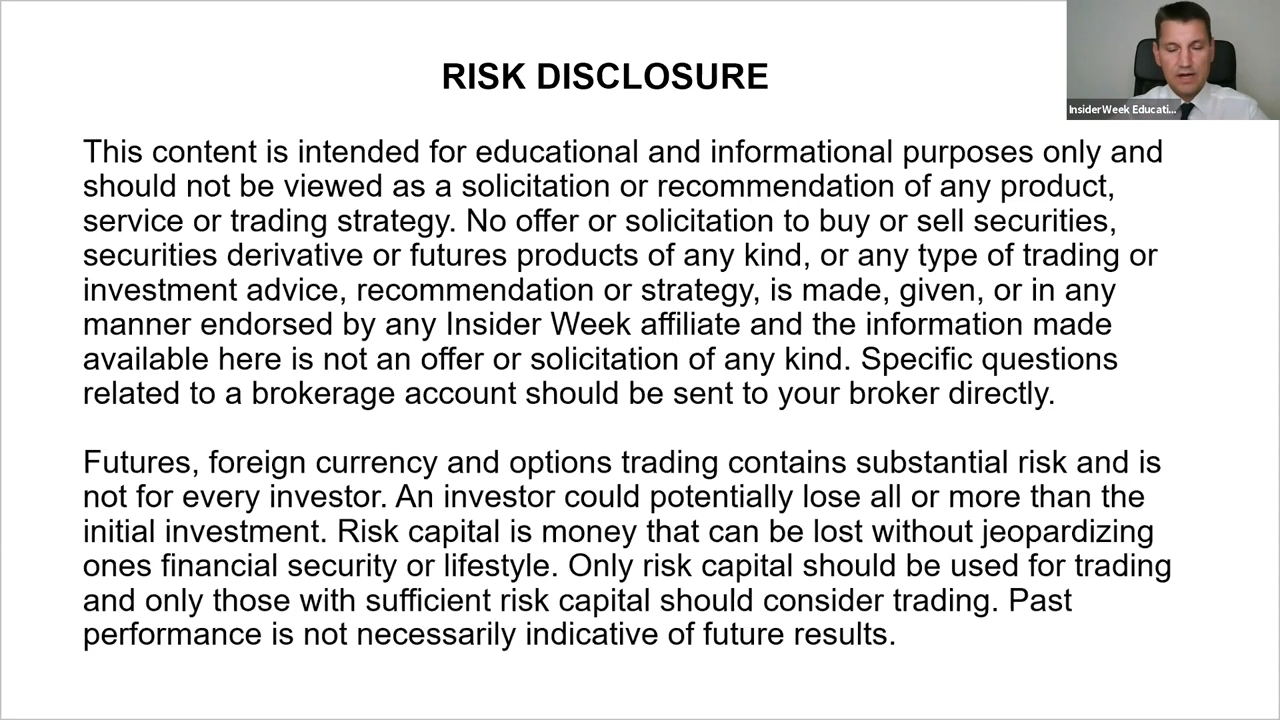 RISK DISCLOSURE
InsiderWeek Educati...
This content is intended for educational and informational purposes only and
should not be viewed as a solicitation or recommendation of any product,
service or trading strategy. No offer or solicitation to buy or sell securities,
securities derivative or futures products of any kind, or any type of trading or
investment advice, recommendation or strategy, is made, given, or in any
manner endorsed by any Insider Week affiliate and the information made
available here is not an offer or solicitation of any kind. Specific questions
related to a brokerage account should be sent to your broker directly.
Futures, foreign currency and options trading contains substantial risk and is
not for every investor. An investor could potentially lose all or more than the
initial investment. Risk capital is money that can be lost without jeopardizing
ones financial security or lifestyle. Only risk capital should be used for trading
and only those with sufficient risk capital should consider trading. Past
performance is not necessarily indicative of future results.